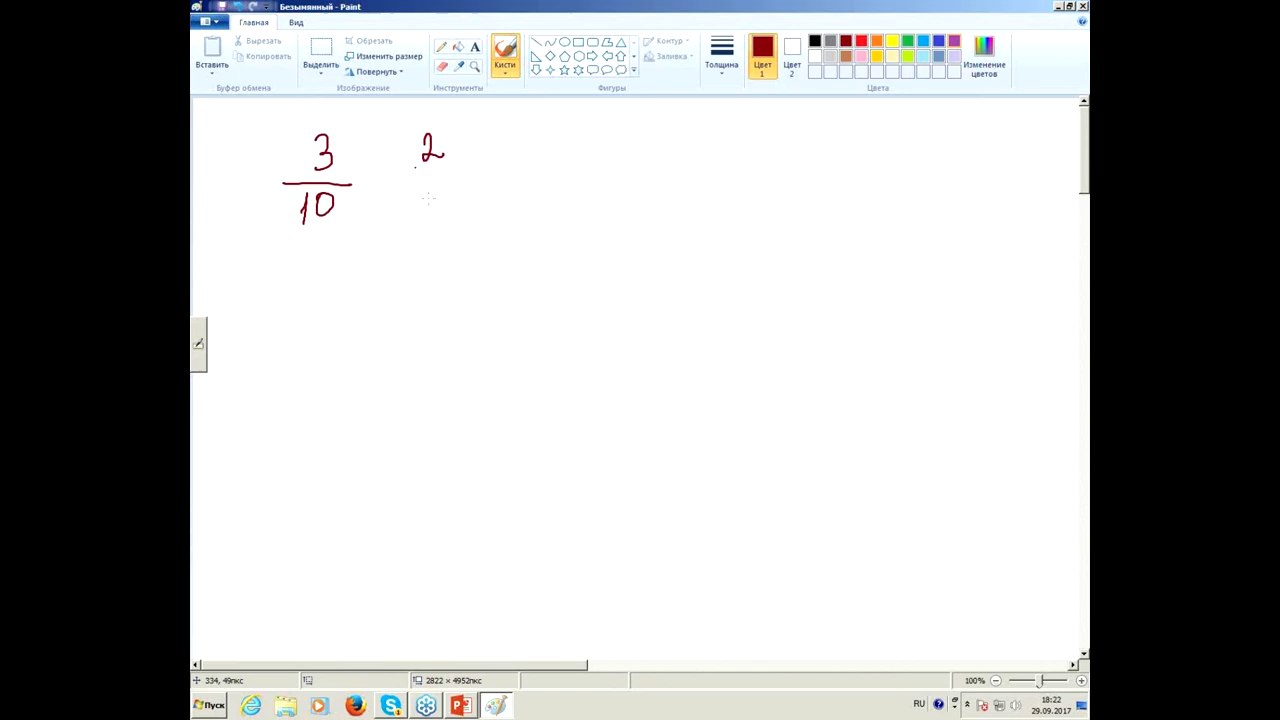 Безымянный - Paint
Главная Вид
Вставить
Вырезать
Копировать
Буфер обмена
Выделить
Обрезать
Изменить размер
Повернуть
Изображение
A
Инструменты
Кисти
Контур
Заливка
Фигуры
Толщина
Цвет 1
Цвет 2
Изменение цветов
Цвета
3 2
10
334, 49пкс 2822 × 4952пкс 100%
Пуск RU 18:22
29.09.2017